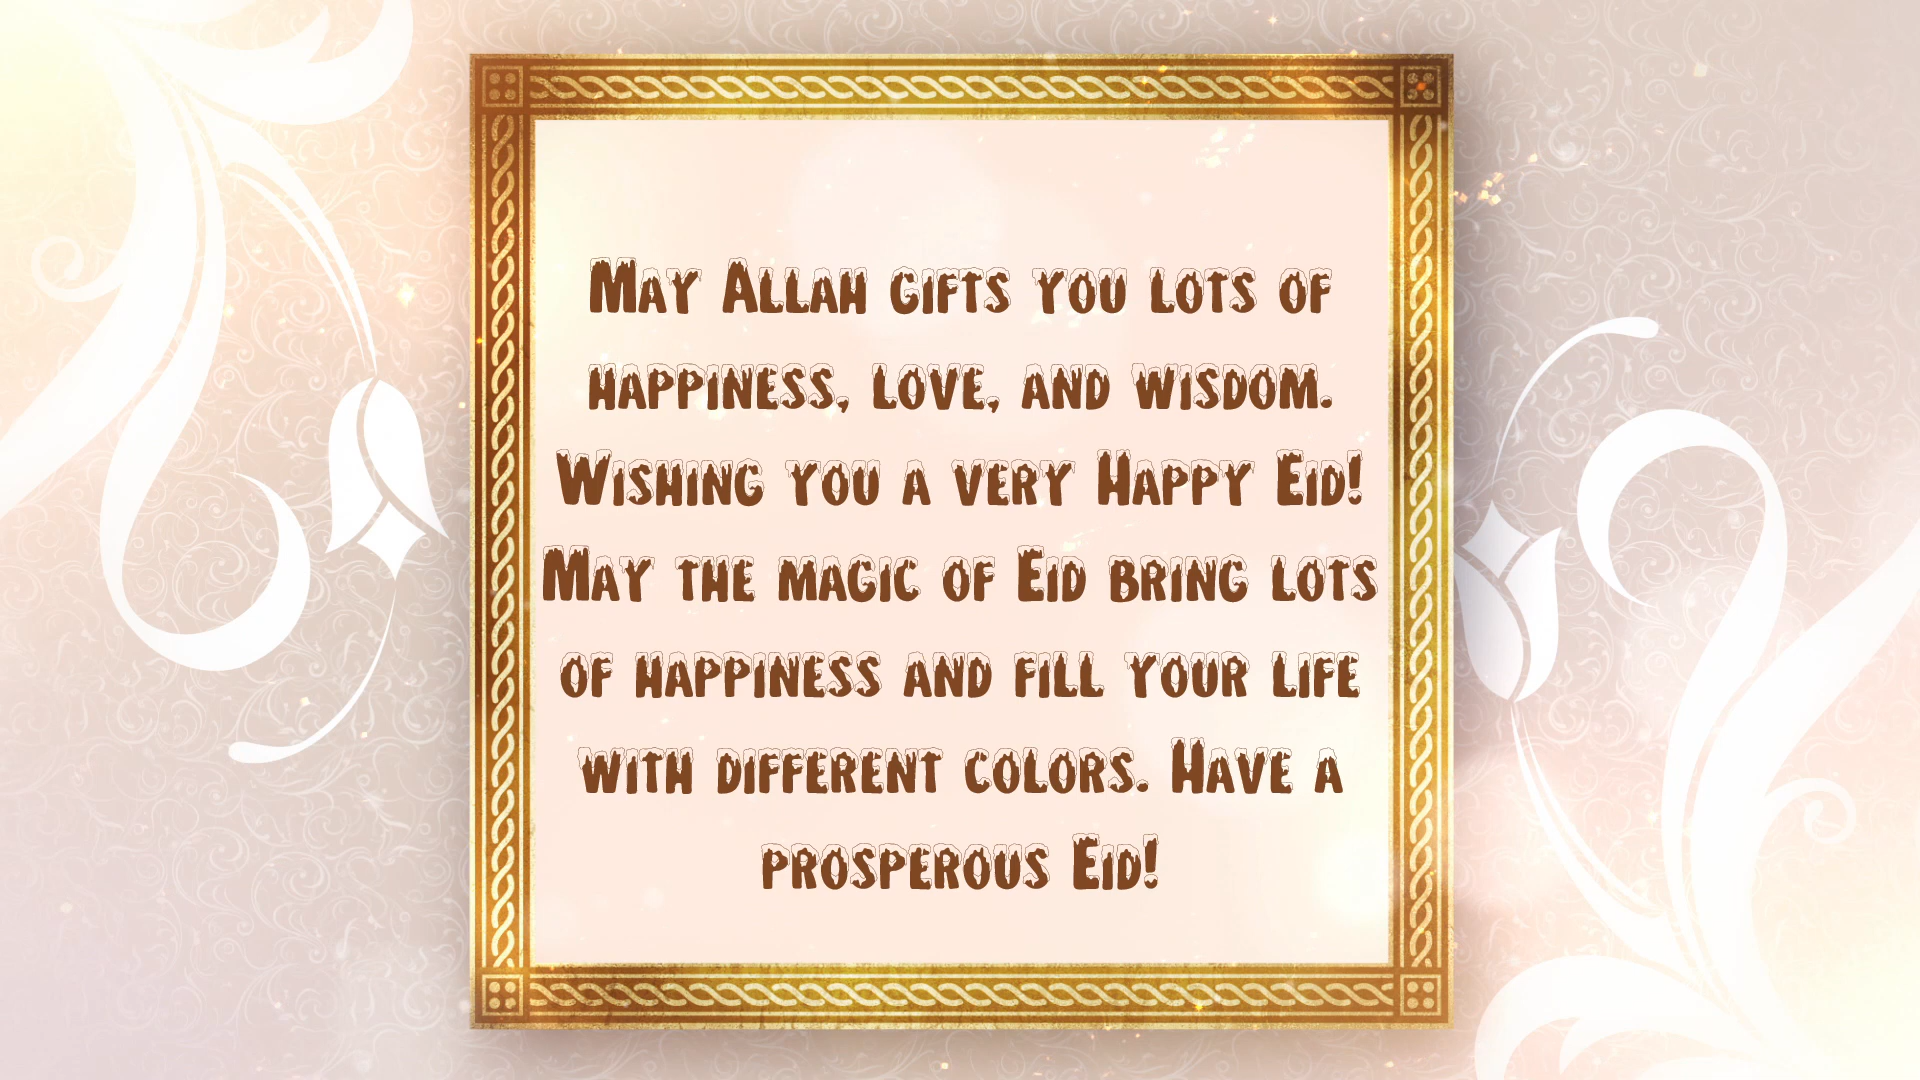 May Allah gifts you lots of
happiness, love, and wisdom.
Wishing you a very Happy Eid!
May the magic of Eid bring lots
of happiness and fill your life
with different colors. Have a
prosperous Eid!